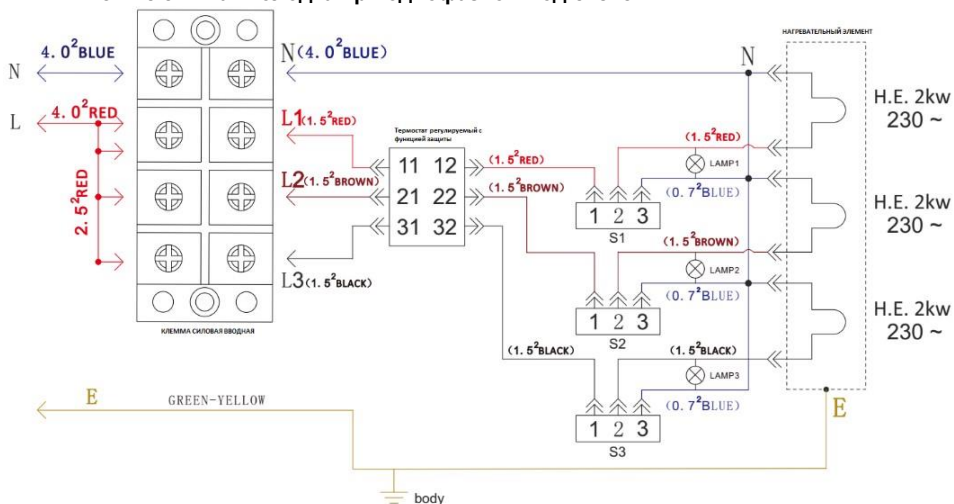 НАГРЕВАТЕЛЬНЫЙ ЭЛЕМЕНТ
4.0²BLUE
N
N(4.0²BLUE)
N
H.E. 2kw
230 ~
L
4.0²RED
L1(1.5²RED)
Термостат регулируемый с
функцией защиты
(1.5²RED)
LAMP1
11 12
(1.5²RED)
2.5²RED
L2(1.5²BROWN)
21 22
(1.5²BROWN)
(0.7²BLUE)
31 32
1 2 3
S1
H.E. 2kw
230 ~
(1.5²BROWN)
LAMP2
L3(1.5²BLACK)
(0.7²BLUE)
1 2 3
S2
H.E. 2kw
230 ~
КЛЕММА СИЛОВАЯ ВВОДНАЯ
(1.5²BLACK)
(1.5²BLACK)
LAMP3
E
GREEN-YELLOW
(0.7²BLUE)
E
1 2 3
S3
body